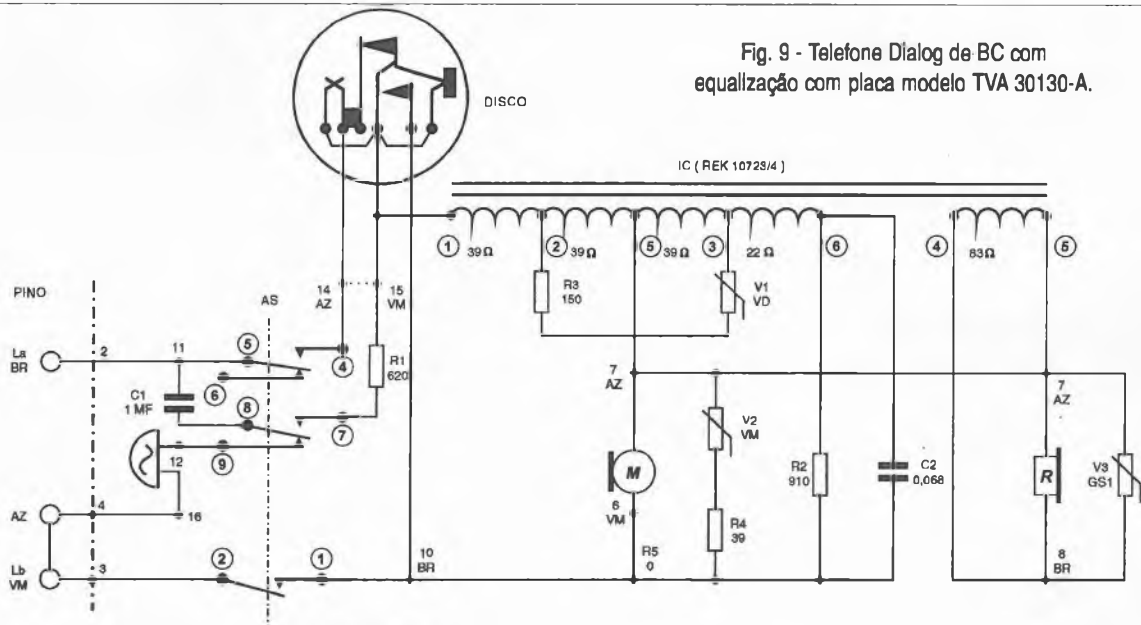 Fig. 9 - Telefone Dialog de BC com
equalização com placa modelo TVA 30130-A.
DISCO
IC ( REK 10723/4 )
1
39Ω
2
39Ω
5
39Ω
3
22Ω
6
4
83Ω
5
R3
150
V1
VD
PINO
AS
14
AZ
15
VM
La
BR
2
11
5
4
R1
620
6
C1
1 MF
8
7
9
12
7
AZ
7
AZ
V2
VM
M
6
VM
R2
910
C2
0,068
R
V3
GS1
AZ
4
16
R4
39
Lb
VM
3
2
1
10
BR
R5
0
8
BR